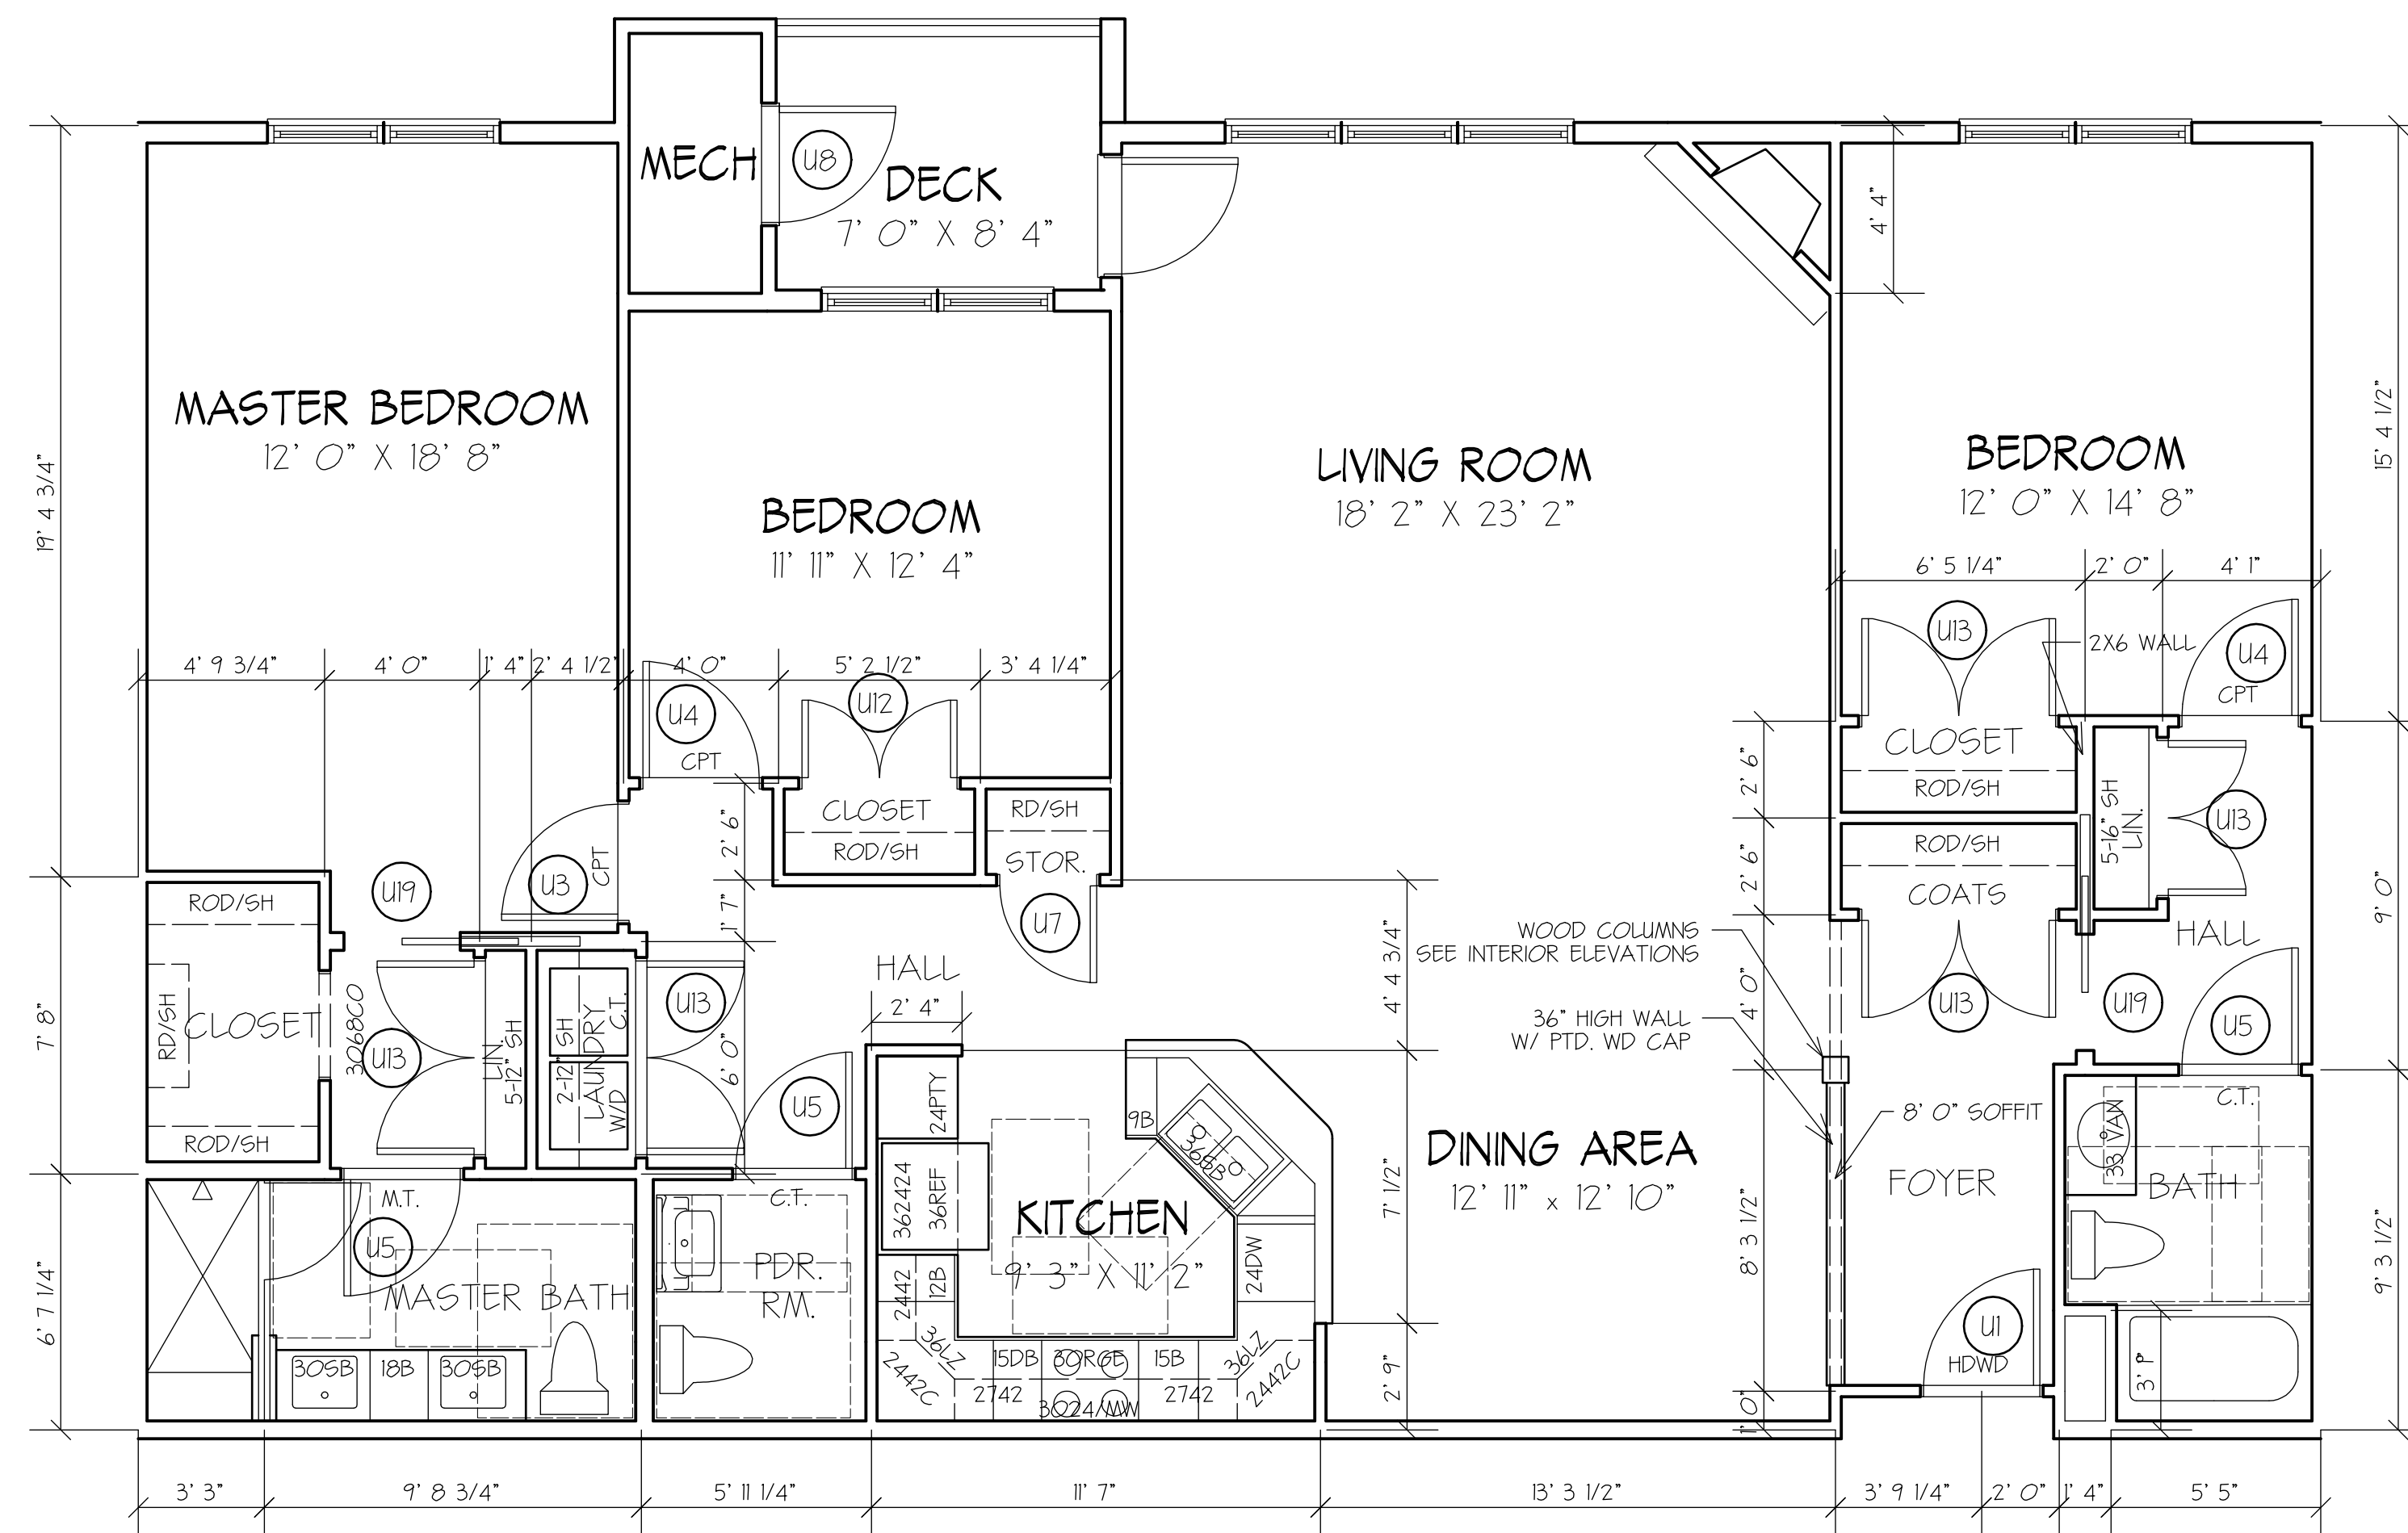 MECH
U8
DECK
7' 0" X 8' 4"
4' 4"
MASTER BEDROOM
12' 0" X 18' 8"
LIVING ROOM
18' 2" X 23' 2"
BEDROOM
12' 0" X 14' 8"
BEDROOM
11' 11" X 12' 4"
19' 4 3/4"
15' 4 1/2"
6' 5 1/4"
2' 0"
4' 1"
U13
2X6 WALL
U4
CPT
4' 9 3/4"
4' 0"
1' 4"
2' 4 1/2"
4' 0"
5' 2 1/2"
3' 4 1/4"
U4
CPT
U12
CLOSET
ROD/SH
2' 6"
CLOSET
ROD/SH
RD/SH
STOR.
U7
2' 6"
1' 7"
5-16" SH
LIN.
U13
ROD/SH
COATS
2' 6"
U13
HALL
9' 0"
U19
U5
ROD/SH
U19
U3
CPT
WOOD COLUMNS
SEE INTERIOR ELEVATIONS
4' 0"
4' 4 3/4"
36" HIGH WALL
W/ PTD. WD CAP
HALL
2' 4"
7' 8"
RD/SH
CLOSET
3068CO
U13
LIN.
5-12" SH
2-12" SH
LAUNDRY
W/D
C.T.
U13
6' 0"
U5
ROD/SH
24PTY
9B
36SB
362424
36REF
KITCHEN
9' 3" X 11' 2"
24DW
DINING AREA
12' 11" x 12' 10"
7' 1/2"
8' 3 1/2"
8' 0" SOFFIT
FOYER
33 VAN
C.T.
BATH
9' 3 1/2"
M.T.
U5
MASTER BATH
C.T.
PDR.
RM.
6' 7 1/4"
2442
12B
36LZ
2442C
15DB
30RGE
15B
36LZ
2442C
2742
3024/MW
2742
30SB
18B
30SB
2' 9"
1' 0"
U1
HDWD
3' 1"
3' 3"
9' 8 3/4"
5' 11 1/4"
11' 7"
13' 3 1/2"
3' 9 1/4"
2' 0"
1' 4"
5' 5"